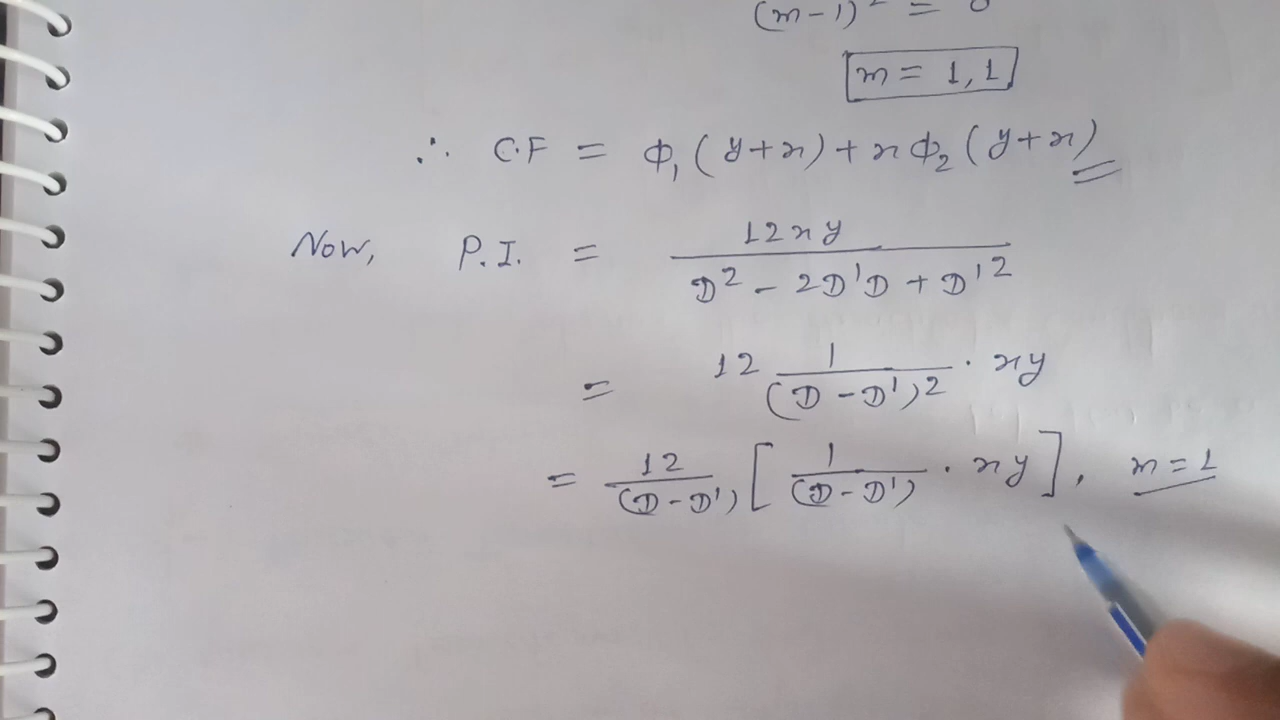 (m-1)² = 0
m = 1, 1
∴ C.F = Φ₁(y+x) + xΦ₂(y+x)
Now, P.I. = 12xy / D² - 2D'D + D'²
= 12 1/(D-D')² · xy
= 12/(D-D') [1/(D-D') · xy], m=1